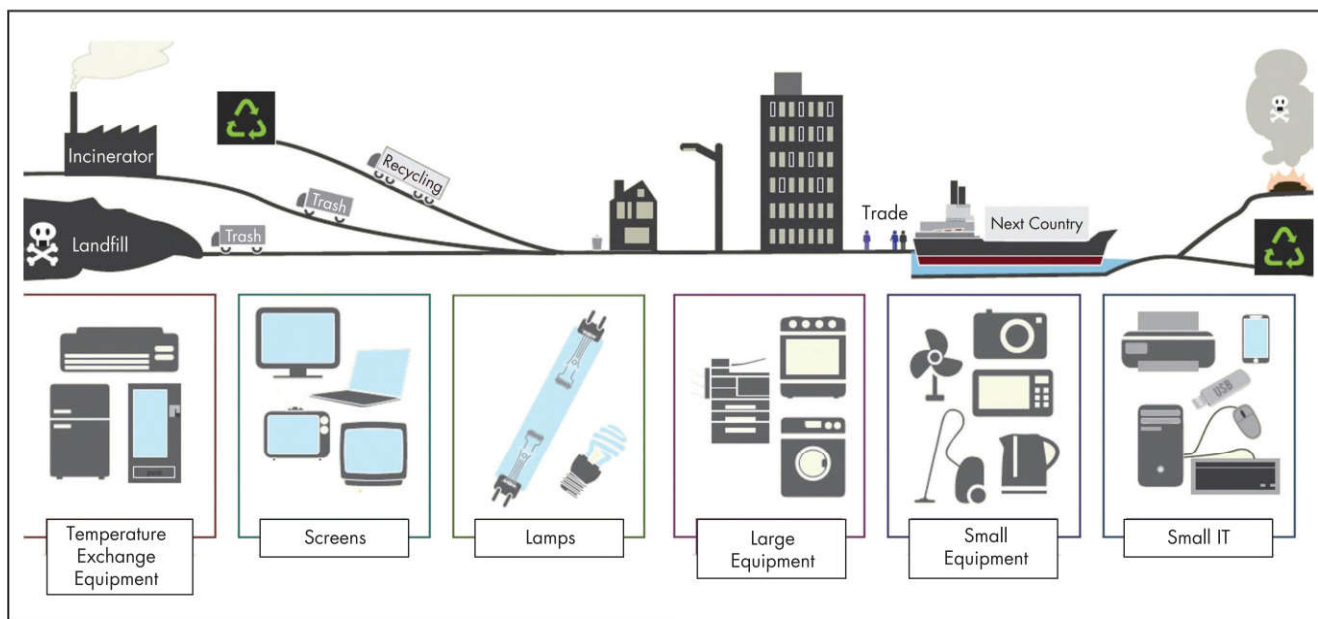 Incinerator
Recycling
Trash
Trash
Landfill
Trade
Next Country
USB
Temperature
Exchange
Equipment
Screens
Lamps
Large
Equipment
Small
Equipment
Small IT